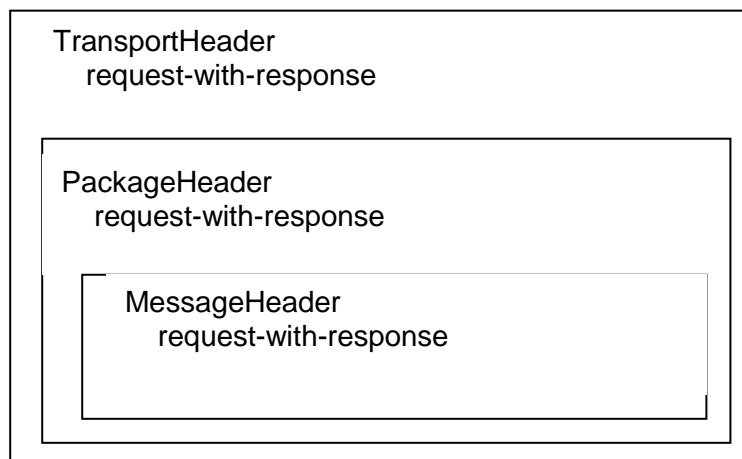 TransportHeader
request-with-response
PackageHeader
request-with-response
MessageHeader
request-with-response